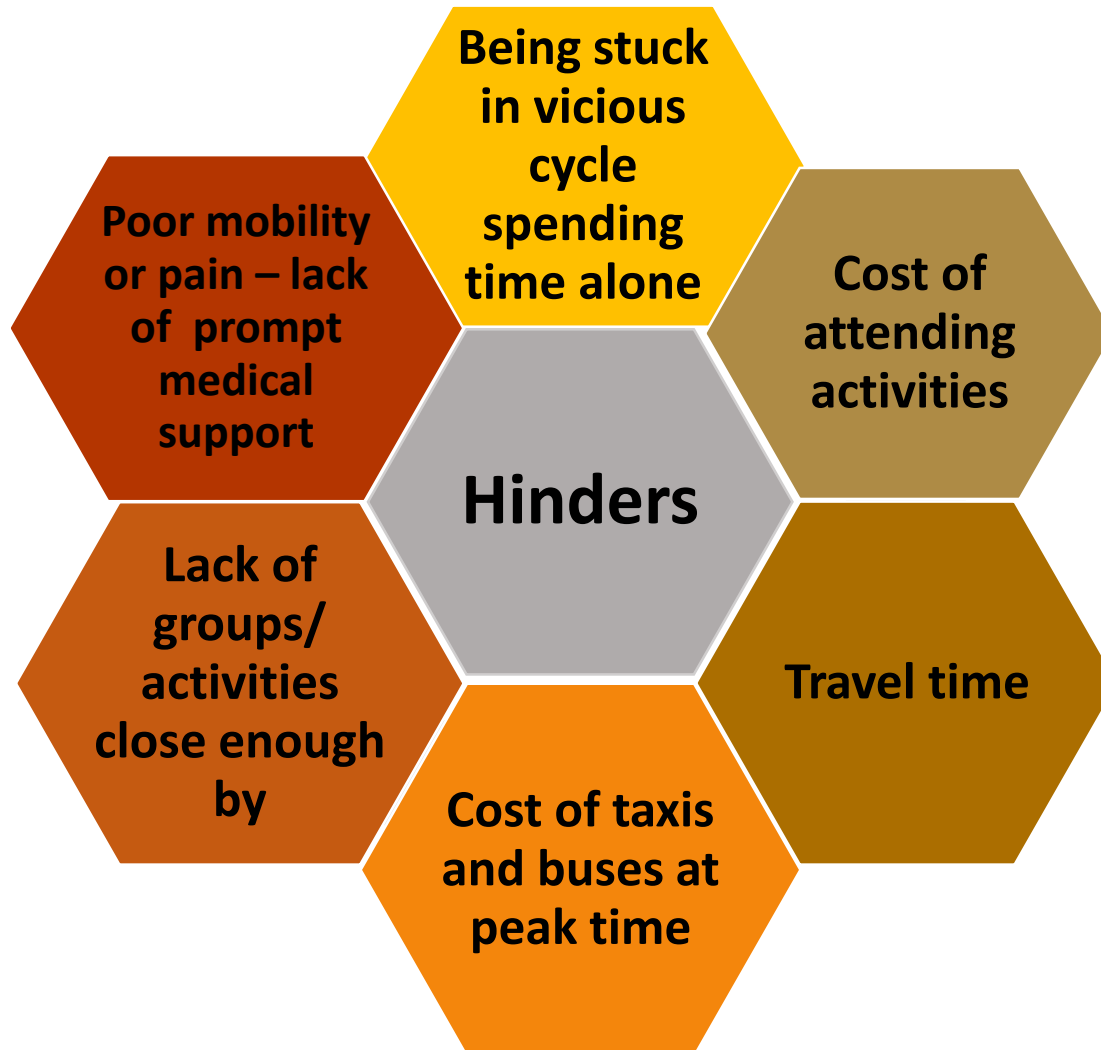 Being stuck
in vicious
cycle
spending
time alone
Poor mobility
or pain – lack
of prompt
medical
support
Cost of
attending
activities
Hinders
Lack of
groups/
activities
close enough
by
Travel time
Cost of taxis
and buses at
peak time